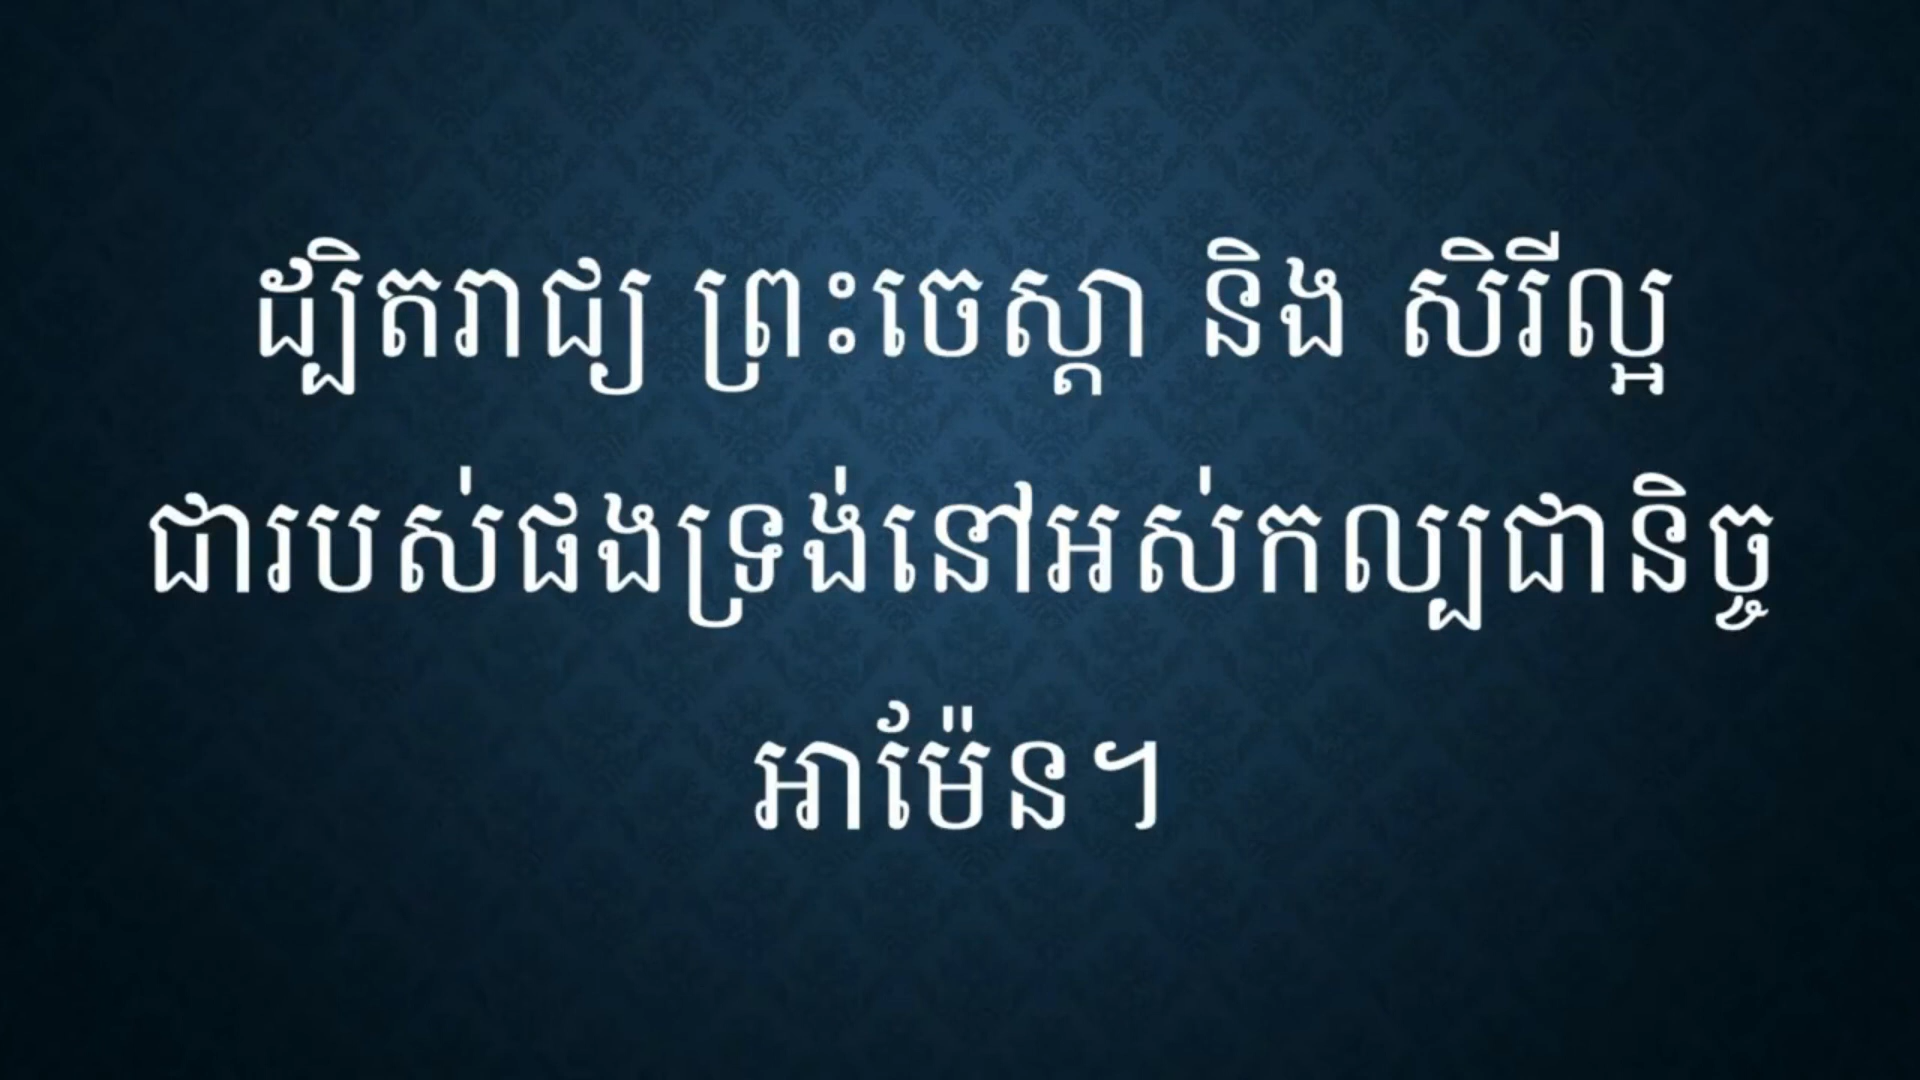 ដ្បិតរាជ្យ ព្រះចេស្តា និង សិរីល្អ
ជារបស់ផងទ្រង់នៅអស់កល្បជានិច្ច
អាម៉ែន។